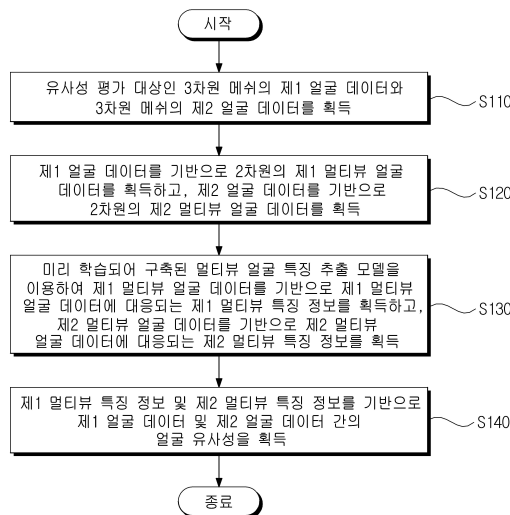 시작
유사성 평가 대상인 3차원 메쉬의 제1 얼굴 데이터와
3차원 메쉬의 제2 얼굴 데이터를 획득
S110
제1 얼굴 데이터를 기반으로 2차원의 제1 멀티뷰 얼굴
데이터를 획득하고, 제2 얼굴 데이터를 기반으로
2차원의 제2 멀티뷰 얼굴 데이터를 획득
S120
미리 학습되어 구축된 멀티뷰 얼굴 특징 추출 모델을
이용하여 제1 멀티뷰 얼굴 데이터를 기반으로 제1 멀티뷰
얼굴 데이터에 대응되는 제1 멀티뷰 특징 정보를 획득하고,
제2 멀티뷰 얼굴 데이터를 기반으로 제2 멀티뷰
얼굴 데이터에 대응되는 제2 멀티뷰 특징 정보를 획득
S130
제1 멀티뷰 특징 정보 및 제2 멀티뷰 특징 정보를 기반으로
제1 얼굴 데이터 및 제2 얼굴 데이터 간의
얼굴 유사성을 획득
S140
종료